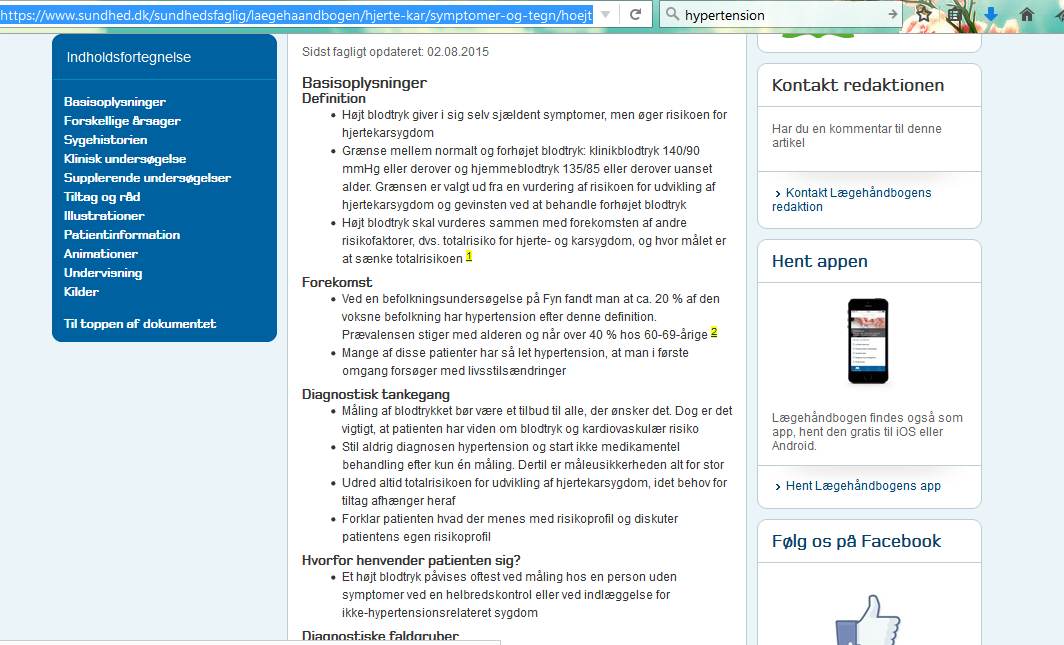 https://www.sundhed.dk/sundhedsfaglig/laegehaandbogen/hjerte-kar/symptomer-og-tegn/hoejt
hypertension
Indholdsfortegnelse
Basisoplysninger
Forskellige årsager
Sygehistorien
Klinisk undersøgelse
Supplerende undersøgelser
Tiltag og råd
Illustrationer
Patientinformation
Animationer
Undervisning
Kilder
Til toppen af dokumentet
Sidst fagligt opdateret: 02.08.2015
Basisoplysninger
Definition
• Højt blodtryk giver i sig selv sjældent symptomer, men øger risikoen for
hjertekarsygdom
• Grænse mellem normalt og forhøjet blodtryk: klinikblodtryk 140/90
mmHg eller derover og hjemmeblodtryk 135/85 eller derover uanset
alder. Grænsen er valgt ud fra en vurdering af risikoen for udvikling af
hjertekarsygdom og gevinsten ved at behandle forhøjet blodtryk
• Højt blodtryk skal vurderes sammen med forekomsten af andre
risikofaktorer, dvs. totalrisiko for hjerte- og karsygdom, og hvor målet er
at sænke totalrisikoen 1
Forekomst
• Ved en befolkningsundersøgelse på Fyn fandt man at ca. 20 % af den
voksne befolkning har hypertension efter denne definition.
Prævalensen stiger med alderen og når over 40 % hos 60-69-årige 2
• Mange af disse patienter har så let hypertension, at man i første
omgang forsøger med livsstilsændringer
Diagnostisk tankegang
• Måling af blodtrykket bør være et tilbud til alle, der ønsker det. Dog er det
vigtigt, at patienten har viden om blodtryk og kardiovaskulær risiko
• Stil aldrig diagnosen hypertension og start ikke medikamentel
behandling efter kun én måling. Dertil er måleusikkerheden alt for stor
• Udred altid totalrisikoen for udvikling af hjertekarsygdom, idet behov for
tiltag afhænger heraf
• Forklar patienten hvad der menes med risikoprofil og diskuter
patientens egen risikoprofil
Hvorfor henvender patienten sig?
• Et højt blodtryk påvises oftest ved måling hos en person uden
symptomer ved en helbredskontrol eller ved indlæggelse for
ikke-hypertensionsrelateret sygdom
Diagnostiske faldgruber
Kontakt redaktionen
Har du en kommentar til denne
artikel
› Kontakt Lægehåndbogens
redaktion
Hent appen
Lægehåndbogen findes også som
app, hent den gratis til iOS eller
Android.
› Hent Lægehåndbogens app
Følg os på Facebook